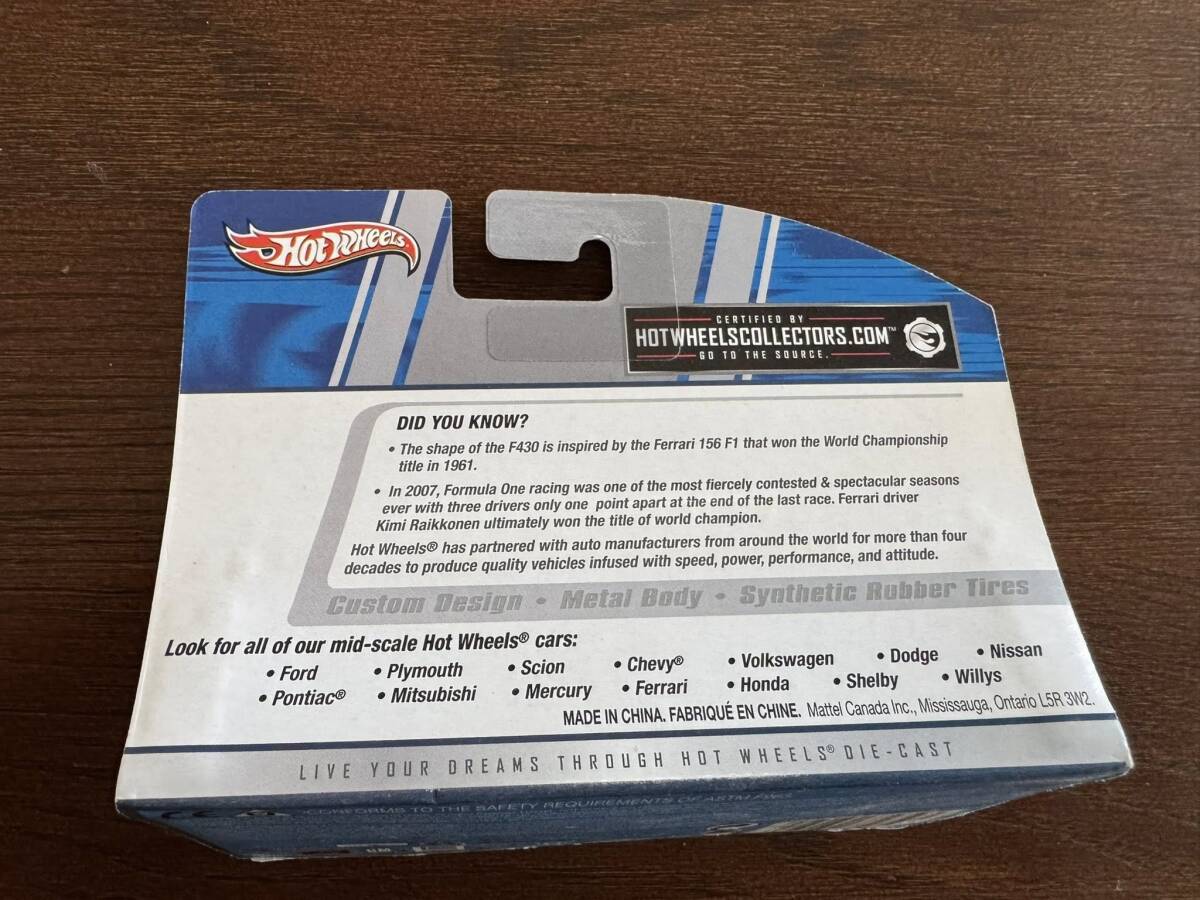 Hot Wheels
CERTIFIED BY
HOTWHEELSCOLLECTORS.COM™
GO TO THE SOURCE.
DID YOU KNOW?
• The shape of the F430 is inspired by the Ferrari 156 F1 that won the World Championship
title in 1961.
• In 2007, Formula One racing was one of the most fiercely contested & spectacular seasons
ever with three drivers only one point apart at the end of the last race. Ferrari driver
Kimi Raikkonen ultimately won the title of world champion.
Hot Wheels® has partnered with auto manufacturers from around the world for more than four
decades to produce quality vehicles infused with speed, power, performance, and attitude.
Custom Design • Metal Body • Synthetic Rubber Tires
Look for all of our mid-scale Hot Wheels® cars:
• Ford • Plymouth • Scion • Chevy® • Volkswagen • Dodge • Nissan
• Pontiac® • Mitsubishi • Mercury • Ferrari • Honda • Shelby • Willys
MADE IN CHINA. FABRIQUÉ EN CHINE. Mattel Canada Inc., Mississauga, Ontario L5R 3W2.
LIVE YOUR DREAMS THROUGH HOT WHEELS® DIE-CAST
CONFORMS TO THE SAFETY REQUIREMENTS OF ASTM